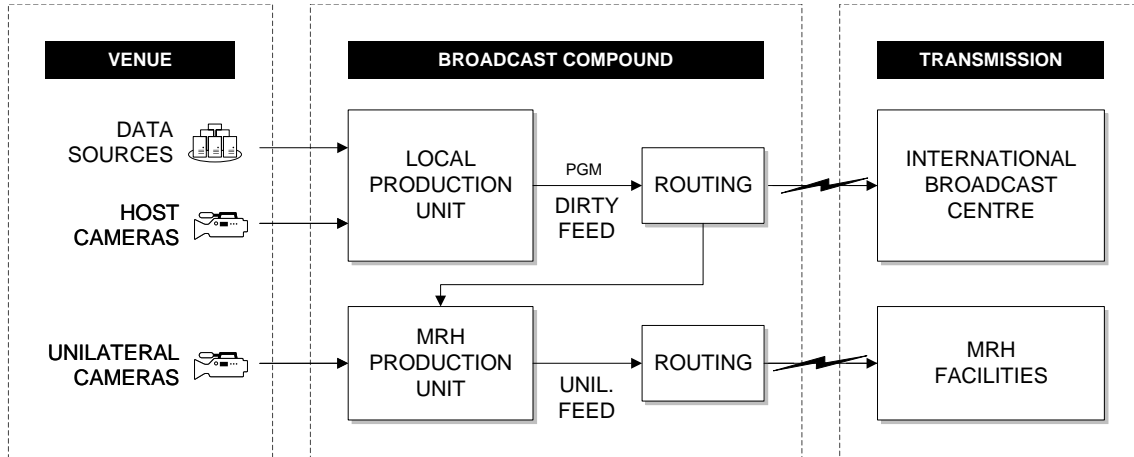 VENUE
BROADCAST COMPOUND
TRANSMISSION
DATA
SOURCES
HOST
CAMERAS
LOCAL
PRODUCTION
UNIT
PGM
DIRTY
FEED
ROUTING
INTERNATIONAL
BROADCAST
CENTRE
UNILATERAL
CAMERAS
MRH
PRODUCTION
UNIT
UNIL.
FEED
ROUTING
MRH
FACILITIES